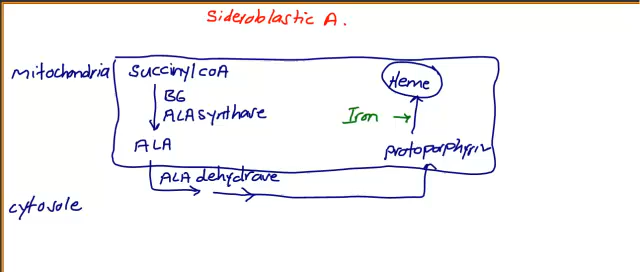 Sideroblastic A.
Mitochondria
Succinyl coA
Heme
B6
ALA synthase
Iron
ALA
protoporphyrin
ALA dehydrase
cytosole